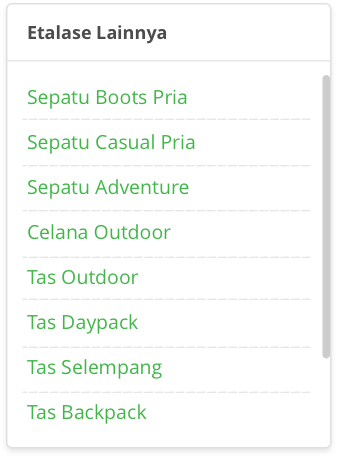 Etalase Lainnya
Sepatu Boots Pria
Sepatu Casual Pria
Sepatu Adventure
Celana Outdoor
Tas Outdoor
Tas Daypack
Tas Selempang
Tas Backpack